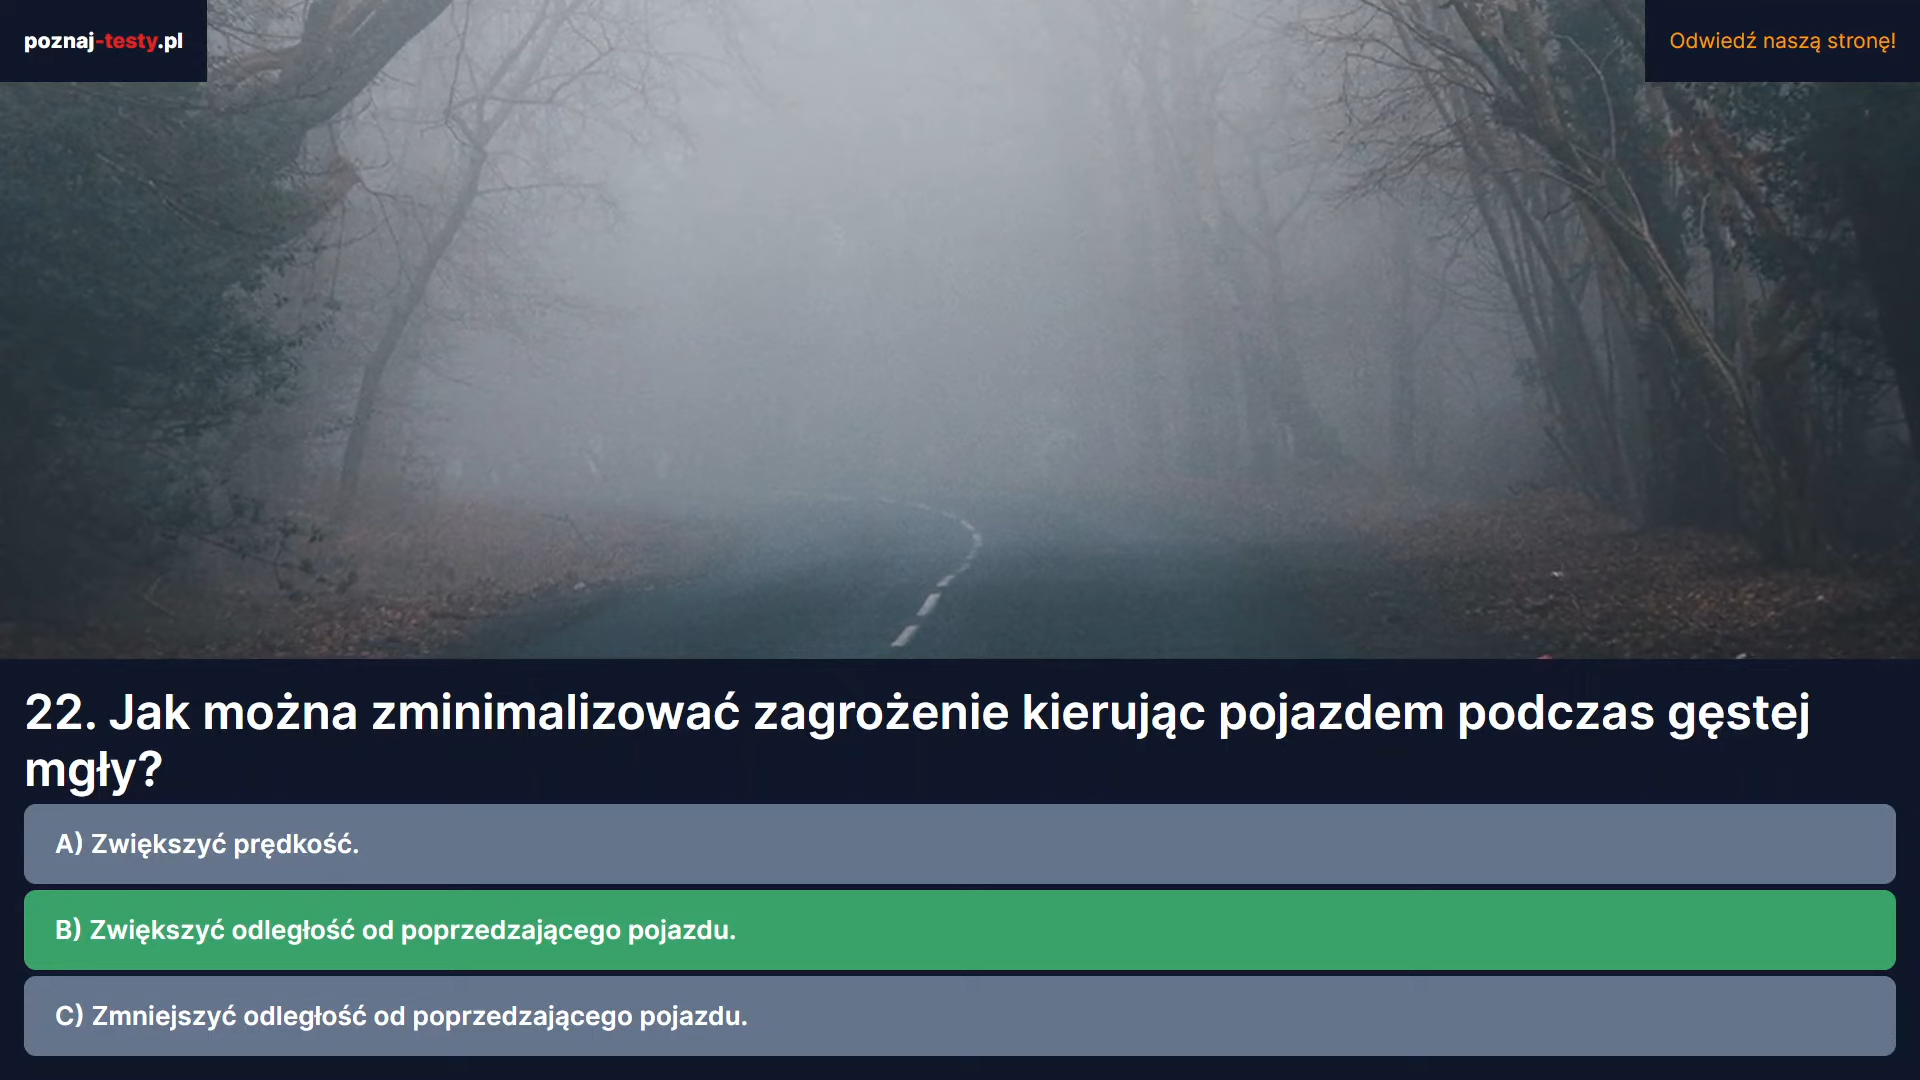 poznaj-testy.pl
Odwiedź naszą stronę!
22. Jak można zminimalizować zagrożenie kierując pojazdem podczas gęstej
mgły?
A) Zwiększyć prędkość.
B) Zwiększyć odległość od poprzedzającego pojazdu.
C) Zmniejszyć odległość od poprzedzającego pojazdu.